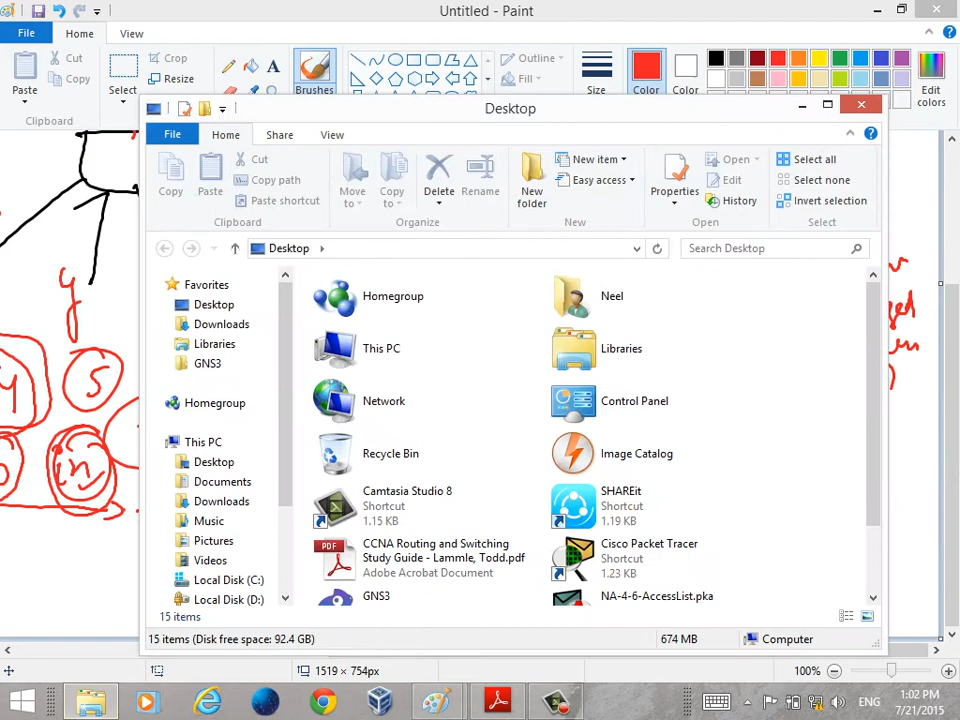 Untitled - Paint
File
Home
View
Paste
Cut
Copy
Clipboard
Select
Crop
Resize
Brushes
Outline
Fill
Size
Color
Color
Edit
colors
Desktop
File
Home
Share
View
Copy
Paste
Cut
Copy path
Paste shortcut
Clipboard
Move
to
Copy
to
Delete
Rename
Organize
New
folder
New item
Easy access
New
Properties
Open
Edit
History
Open
Select all
Select none
Invert selection
Select
Desktop
Search Desktop
Favorites
Desktop
Downloads
Libraries
GNS3
Homegroup
This PC
Desktop
Documents
Downloads
Music
Pictures
Videos
Local Disk (C:)
Local Disk (D:)
Homegroup
Neel
This PC
Libraries
Network
Control Panel
Recycle Bin
Image Catalog
Camtasia Studio 8
Shortcut
1.15 KB
SHAREit
Shortcut
1.19 KB
PDF
CCNA Routing and Switching
Study Guide - Lammle, Todd.pdf
Adobe Acrobat Document
Cisco Packet Tracer
Shortcut
1.23 KB
GNS3
NA-4-6-AccessList.pka
15 items
15 items (Disk free space: 92.4 GB)
674 MB
Computer
y
5
in
1519 × 754px
100%
ENG
1:02 PM
7/21/2015